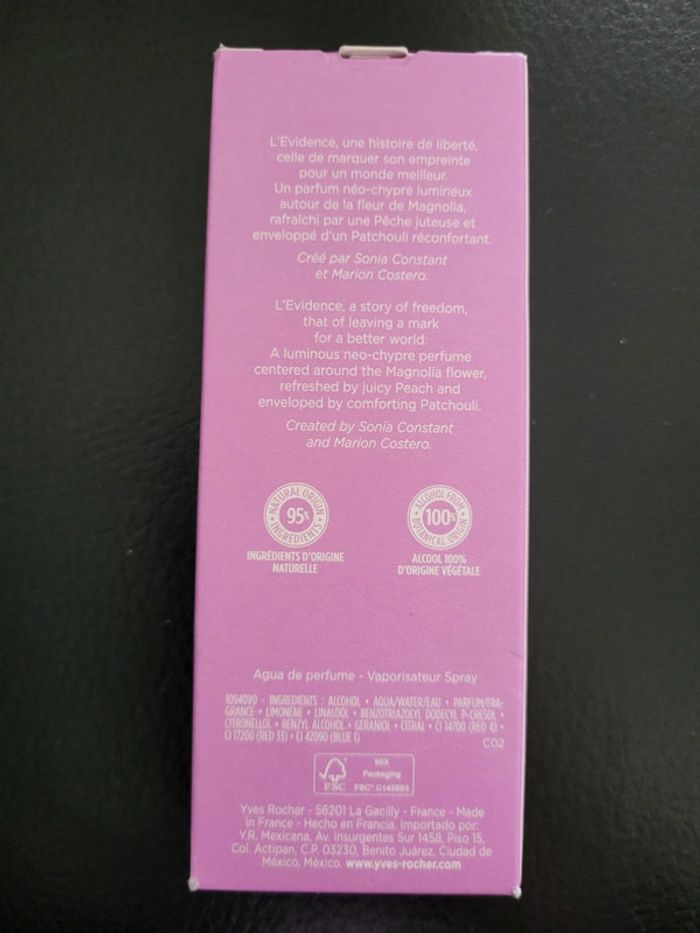 L'Evidence, une histoire de liberté,
celle de marquer son empreinte
pour un monde meilleur.
Un parfum néo-chypre lumineux
autour de la fleur de Magnolia,
rafraîchi par une Pêche juteuse et
enveloppé d'un Patchouli réconfortant.
Créé par Sonia Constant
et Marion Costero.
L'Evidence, a story of freedom,
that of leaving a mark
for a better world.
A luminous neo-chypre perfume
centered around the Magnolia flower,
refreshed by juicy Peach and
enveloped by comforting Patchouli.
Created by Sonia Constant
and Marion Costero.
NATURAL ORIGIN
95%
INGREDIENTS
INGRÉDIENTS D'ORIGINE
NATURELLE
ALCOHOL FROM
100%
BOTANICAL ORIGIN
ALCOOL 100%
D'ORIGINE VÉGÉTALE
Agua de perfume - Vaporisateur Spray
10940V0 - INGREDIENTS : ALCOHOL • AQUA/WATER/EAU • PARFUM/FRA-
GRANCE • LIMONENE • LINALOOL • BENZOTRIAZOLYL DODECYL P-CRESOL •
CITRONELLOL • BENZYL ALCOHOL • GERANIOL • CITRAL • CI 14700 (RED 4) •
CI 17200 (RED 33) • CI 42090 (BLUE 1)
C02
MIX
Packaging
FSC FSC® C142883
Yves Rocher - 56201 La Gacilly - France - Made
in France - Hecho en Francia. Importado por:
Y.R. Mexicana, Av. Insurgentes Sur 1458, Piso 15,
Col. Actipan, C.P. 03230, Benito Juárez, Ciudad de
México, México. www.yves-rocher.com